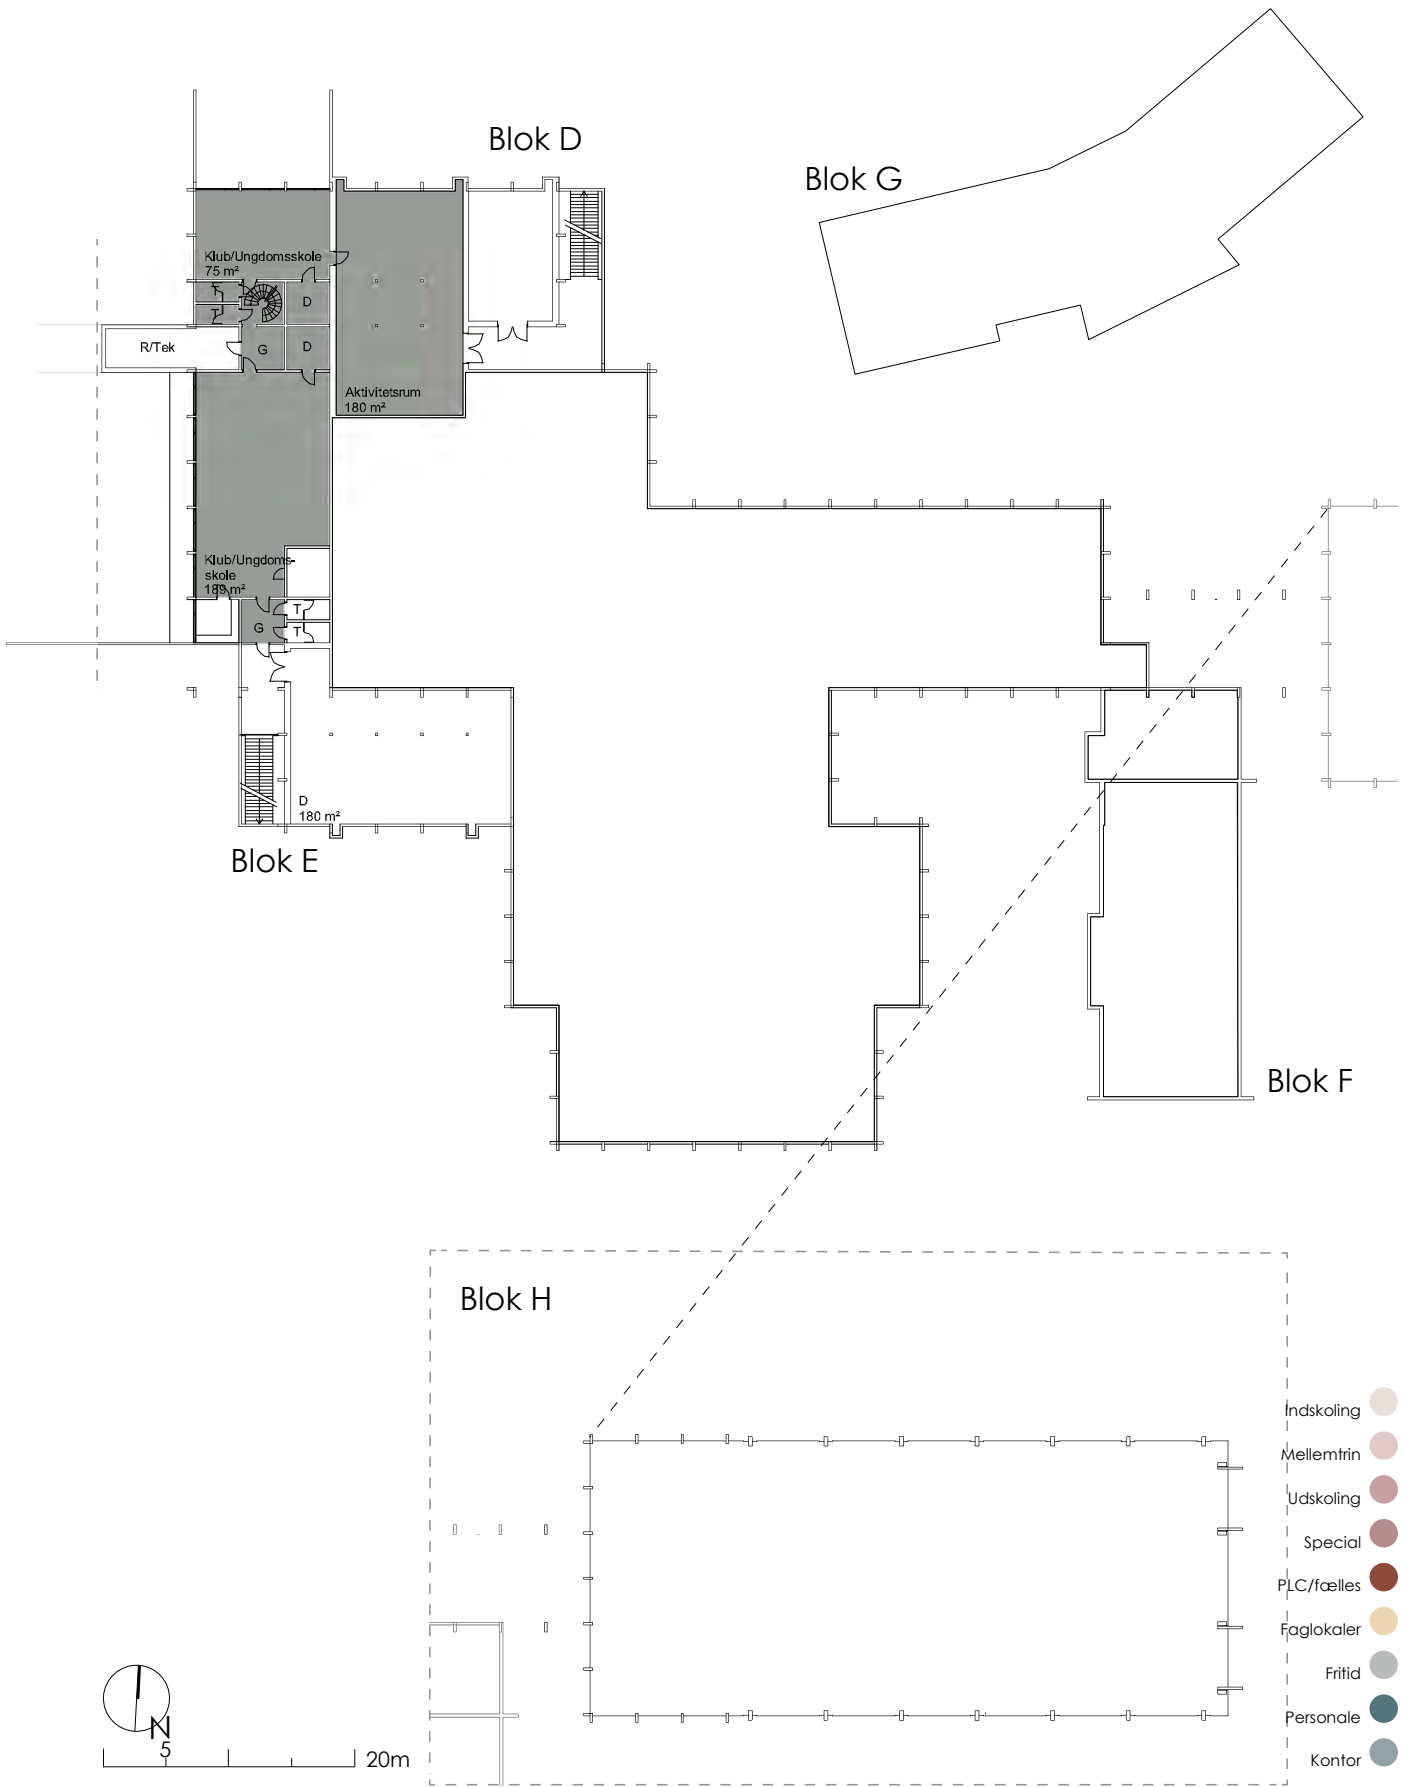 Blok D
Blok G
Klub/Ungdomsskole
75 m²
T
D
T
R/Tek
G
D
Aktivitetsrum
180 m²
Klub/Ungdoms-
skole
189 m²
T
G
T
D
180 m²
Blok E
Blok F
Blok H
Indskoling
Mellemtrin
Udskoling
Special
PLC/fælles
Faglokaler
Fritid
Personale
Kontor
N
5
20m